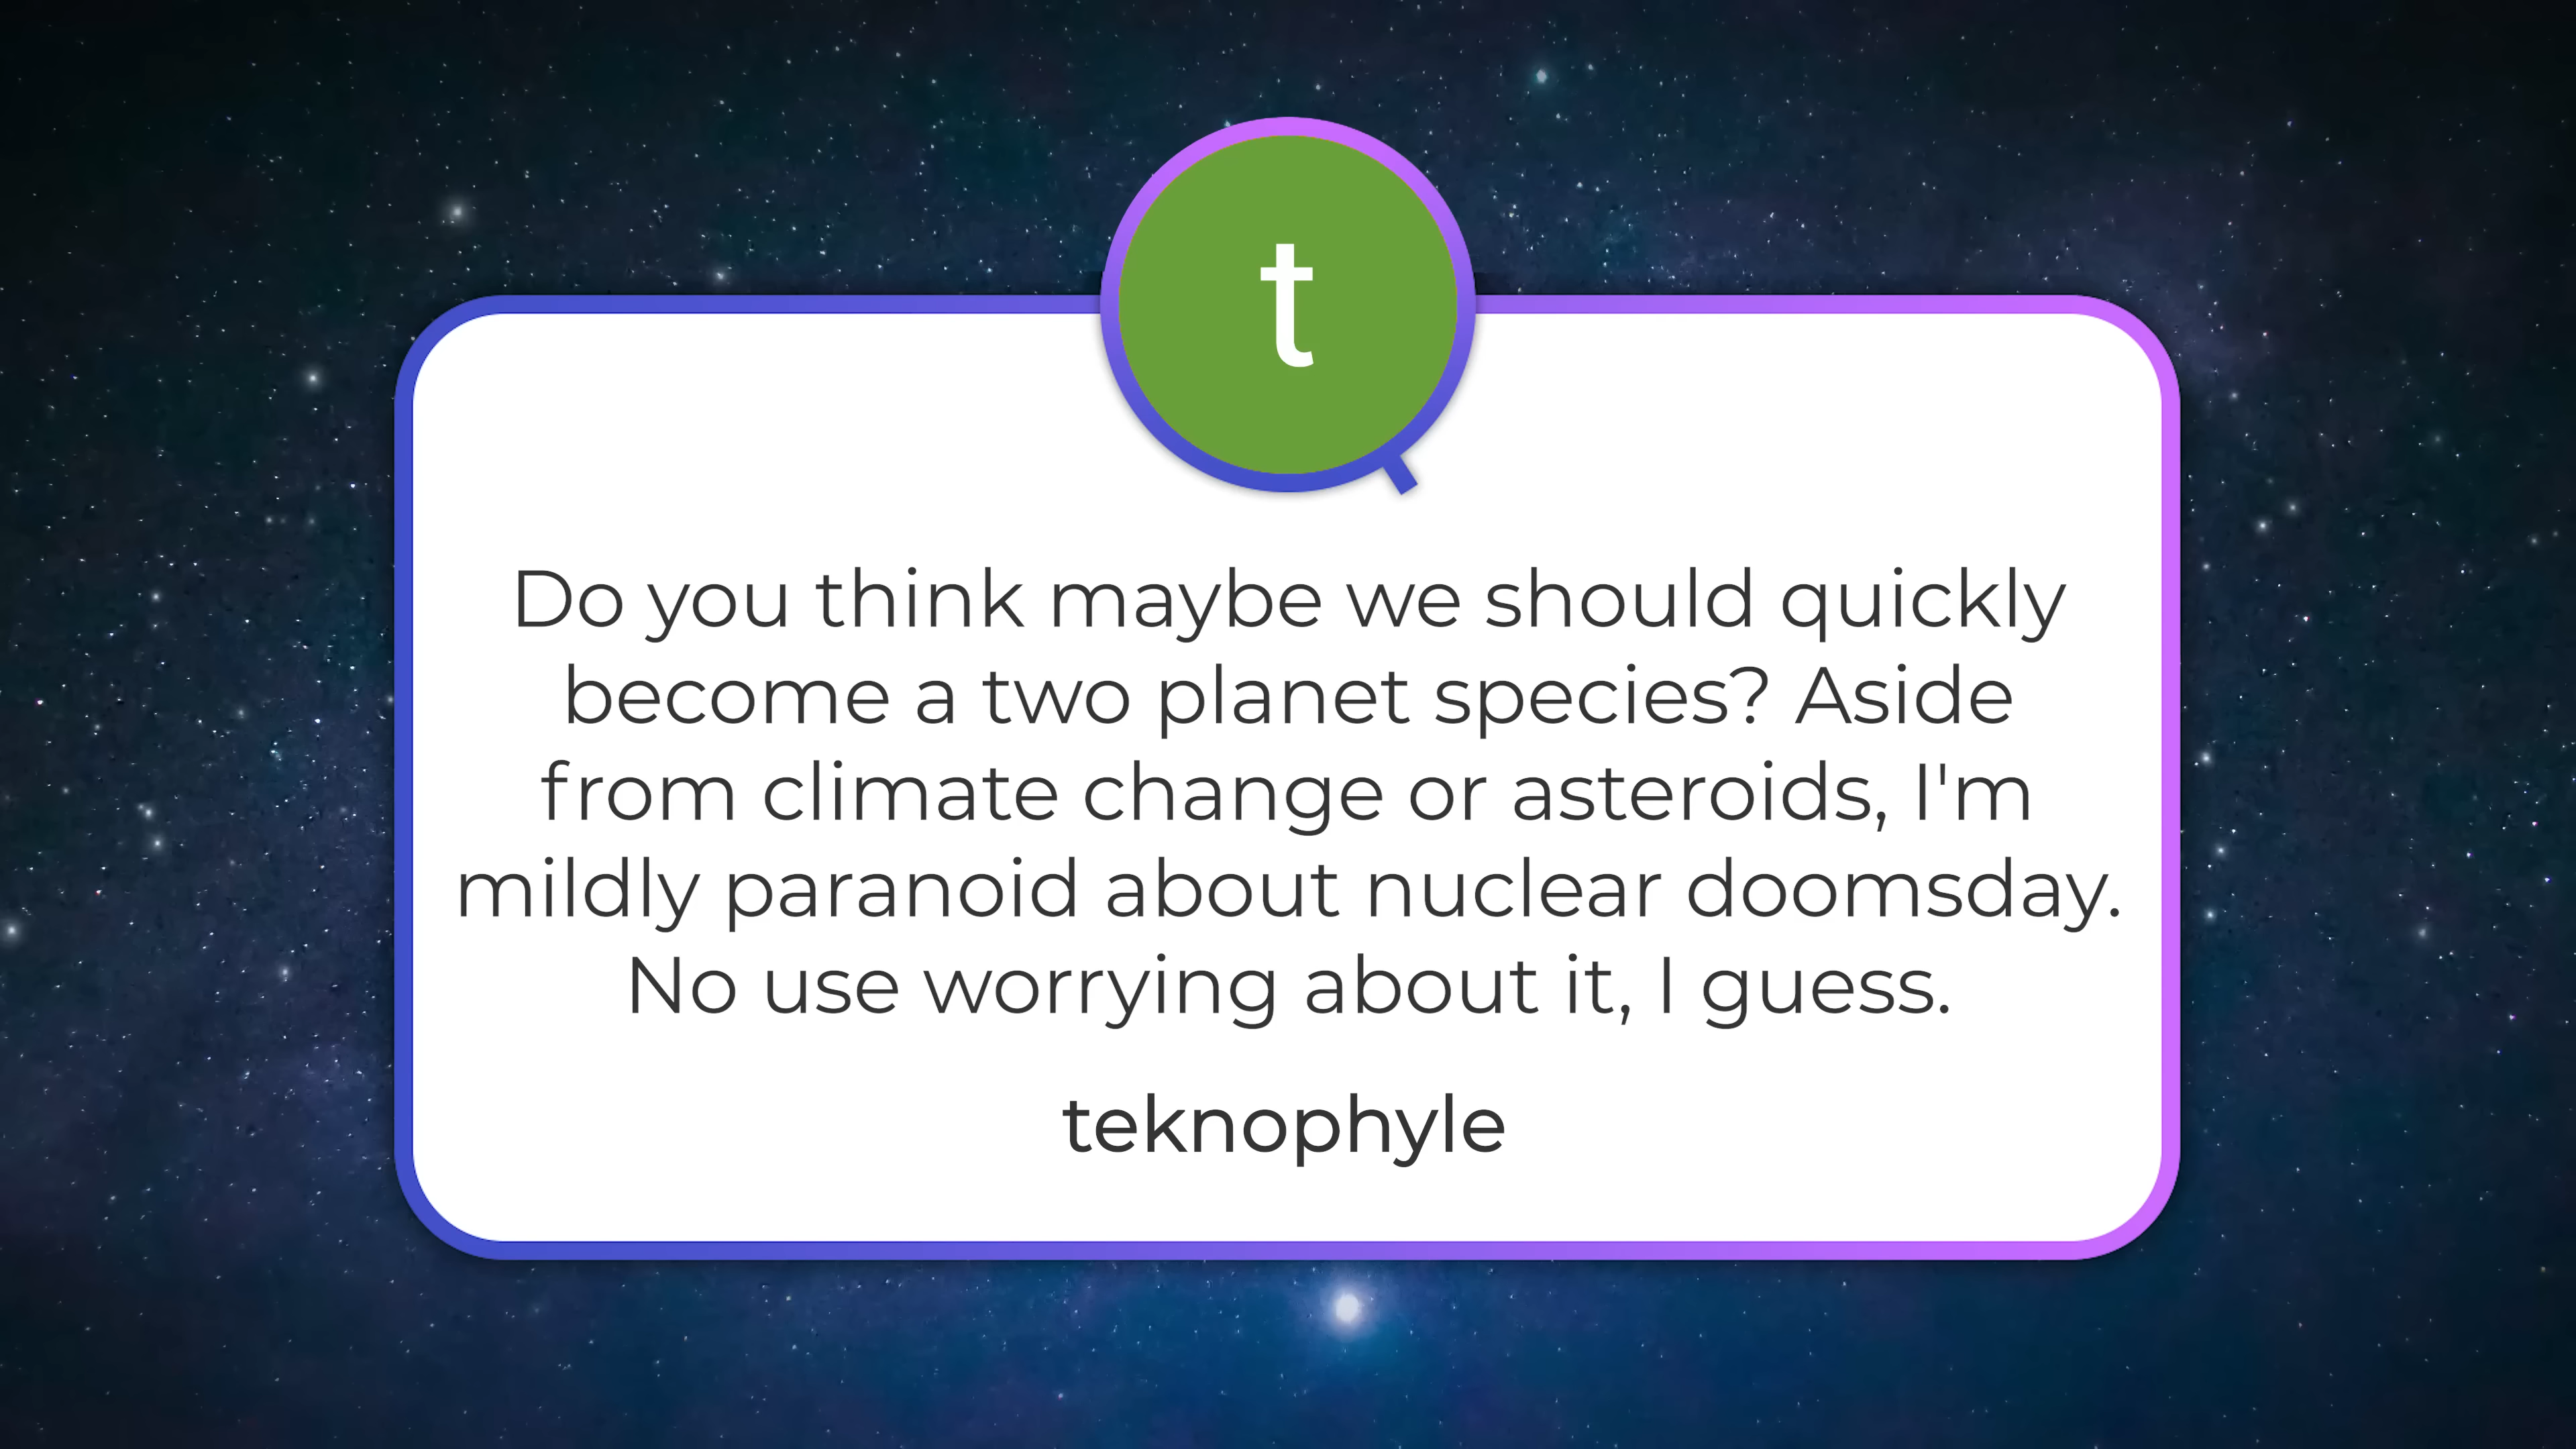 t
Do you think maybe we should quickly
become a two planet species? Aside
from climate change or asteroids, I'm
mildly paranoid about nuclear doomsday.
No use worrying about it, I guess.
teknophyle